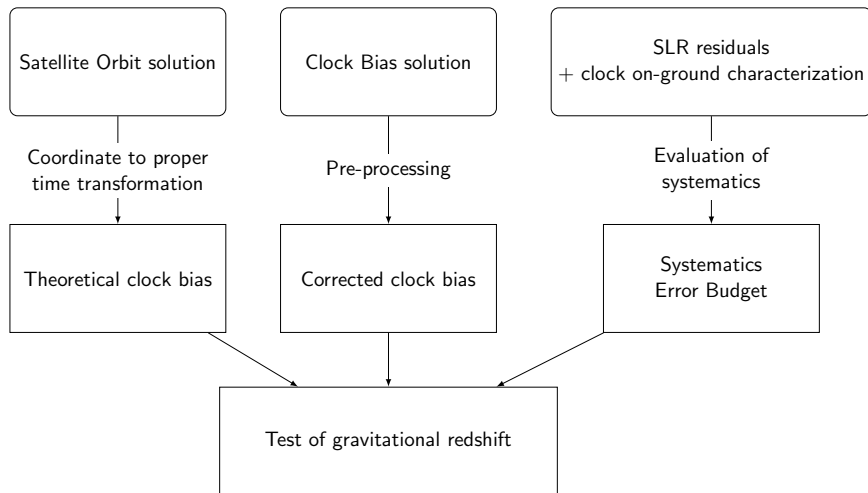 Satellite Orbit solution
Clock Bias solution
SLR residuals
+ clock on-ground characterization
Coordinate to proper
time transformation
Pre-processing
Evaluation of
systematics
Theoretical clock bias
Corrected clock bias
Systematics
Error Budget
Test of gravitational redshift